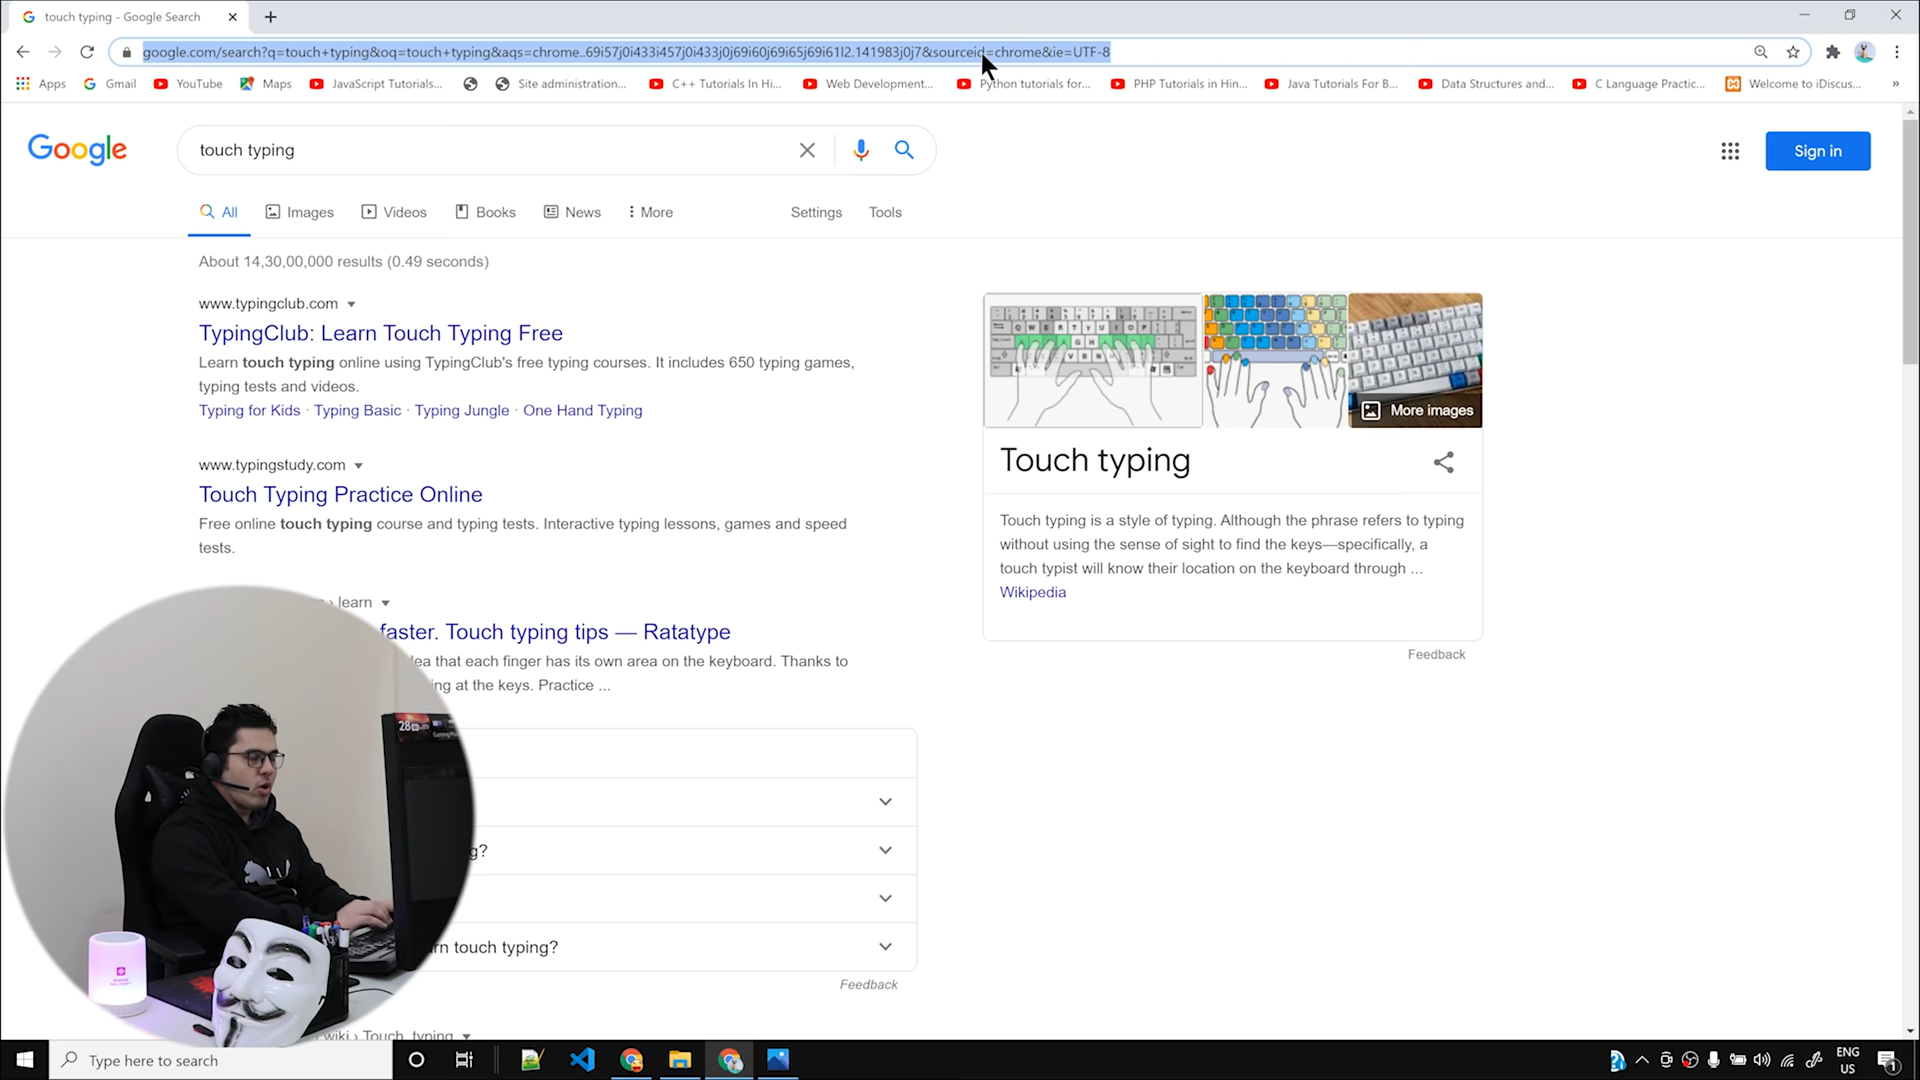 touch typing - Google Search
google.com/search?q=touch+typing&oq=touch+typing&aqs=chrome..69i57j0i433i457j0i433j0j69i60j69i65j69i61l2.141983j0j7&sourceid=chrome&ie=UTF-8
Apps Gmail YouTube Maps JavaScript Tutorials... Site administration... C++ Tutorials In Hi... Web Development... Python tutorials for... PHP Tutorials in Hin... Java Tutorials For B... Data Structures and... C Language Practic... Welcome to iDiscus... »
Google touch typing Sign in
All Images Videos Books News More Settings Tools
About 14,30,00,000 results (0.49 seconds)
www.typingclub.com
TypingClub: Learn Touch Typing Free
Learn touch typing online using TypingClub's free typing courses. It includes 650 typing games,
typing tests and videos.
Typing for Kids · Typing Basic · Typing Jungle · One Hand Typing
www.typingstudy.com
Touch Typing Practice Online
Free online touch typing course and typing tests. Interactive typing lessons, games and speed
tests.
› learn
faster. Touch typing tips — Ratatype
that each finger has its own area on the keyboard. Thanks to
at the keys. Practice ...
touch typing?
Feedback
wiki › Touch_typing
More images
Touch typing
Touch typing is a style of typing. Although the phrase refers to typing
without using the sense of sight to find the keys—specifically, a
touch typist will know their location on the keyboard through ...
Wikipedia
Feedback
28
Type here to search
ENG
US
1